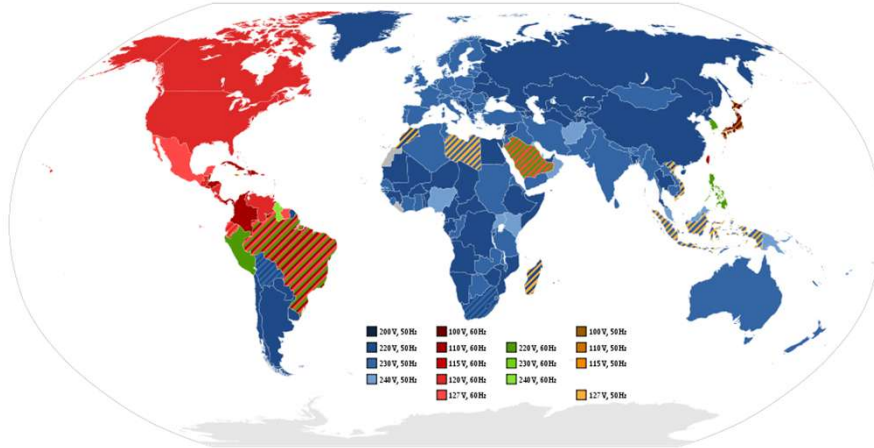 200V, 50Hz 100V, 60Hz 100V, 50Hz
220V, 50Hz 110V, 60Hz 220V, 60Hz 110V, 50Hz
230V, 50Hz 115V, 60Hz 230V, 60Hz 115V, 50Hz
240V, 50Hz 120V, 60Hz 240V, 60Hz
127V, 60Hz 127V, 50Hz